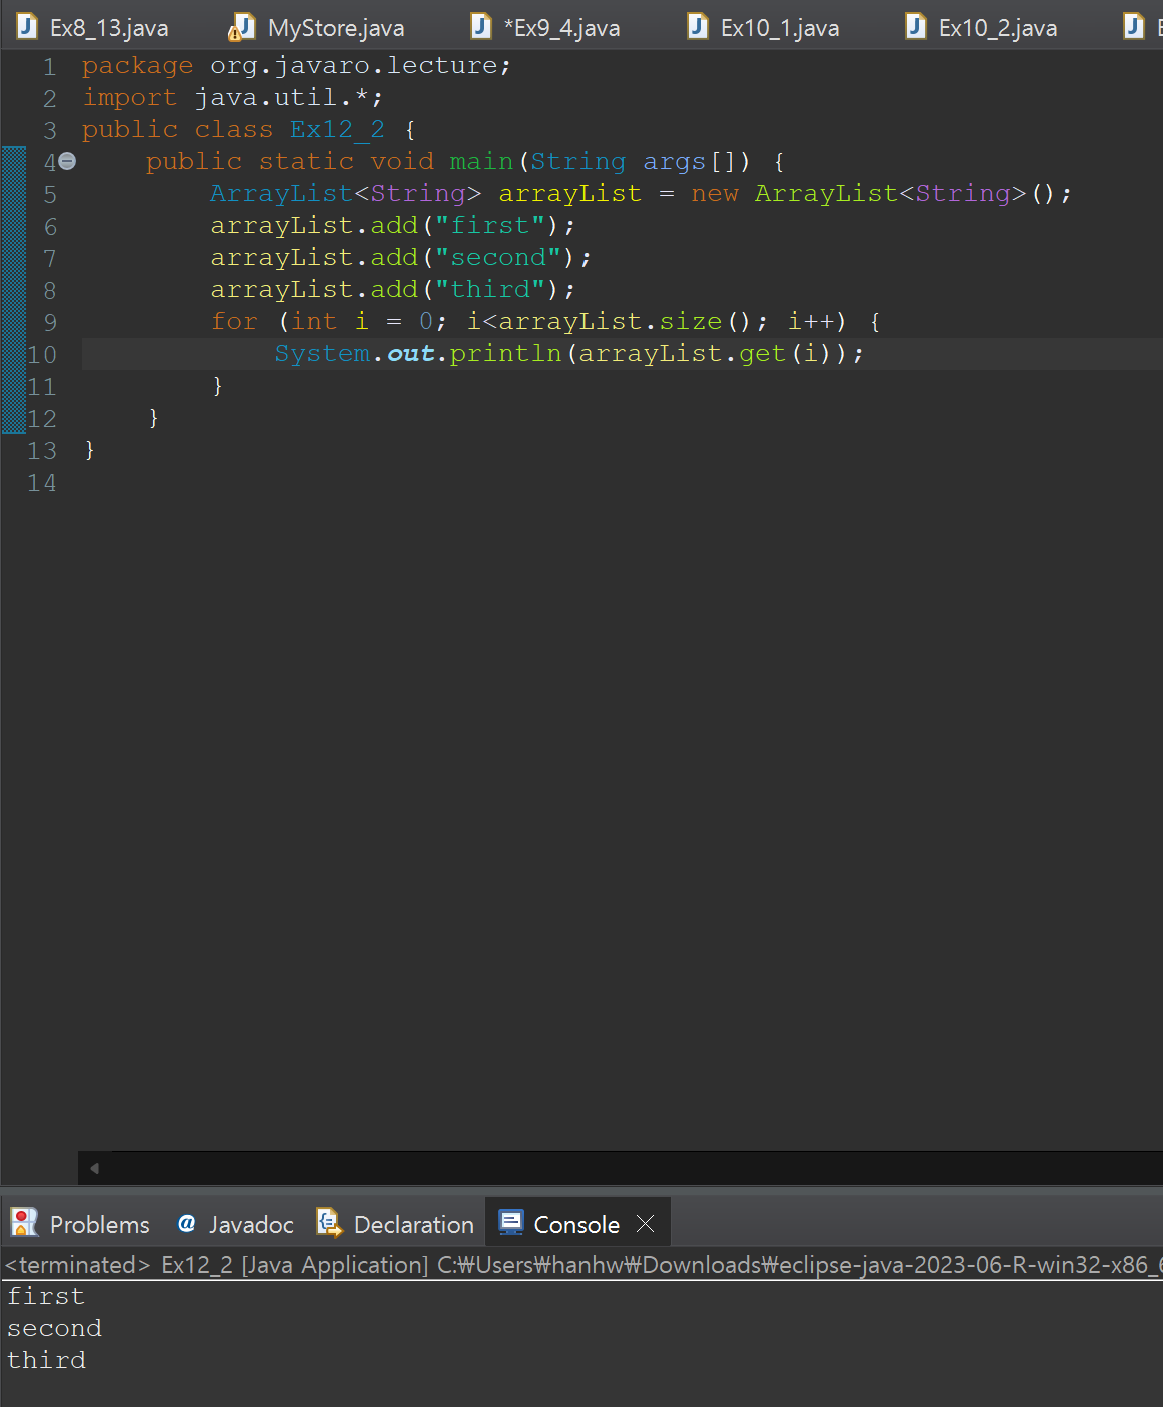 Ex8_13.java MyStore.java *Ex9_4.java Ex10_1.java Ex10_2.java
1 package org.javaro.lecture;
2 import java.util.*;
3 public class Ex12_2 {
4 public static void main(String args[]) {
5 ArrayList<String> arrayList = new ArrayList<String>();
6 arrayList.add("first");
7 arrayList.add("second");
8 arrayList.add("third");
9 for (int i = 0; i<arrayList.size(); i++) {
10 System.out.println(arrayList.get(i));
11 }
12 }
13 }
14
Problems @ Javadoc Declaration Console
<terminated> Ex12_2 [Java Application] C:₩Users₩hanhw₩Downloads₩eclipse-java-2023-06-R-win32-x86_
first
second
third